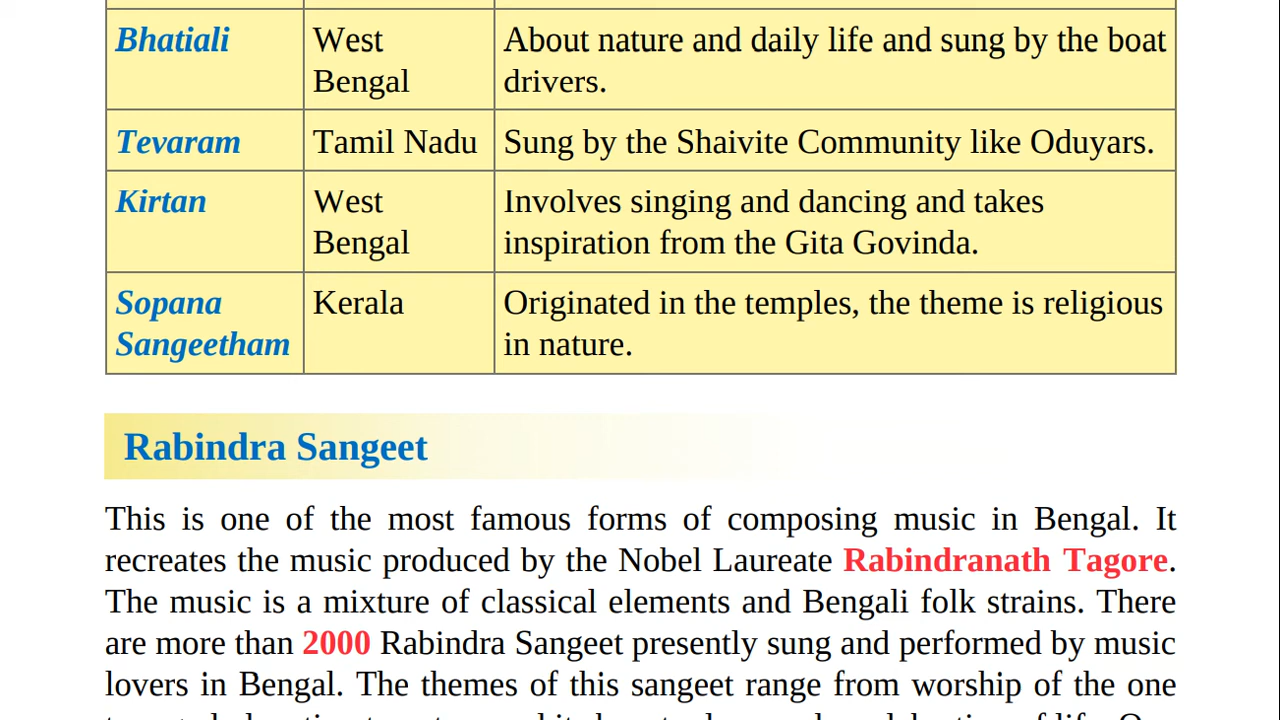 Bhatiali West About nature and daily life and sung by the boat
Bengal drivers.
Tevaram Tamil Nadu Sung by the Shaivite Community like Oduyars.
Kirtan West Involves singing and dancing and takes
Bengal inspiration from the Gita Govinda.
Sopana Kerala Originated in the temples, the theme is religious
Sangeetham in nature.
Rabindra Sangeet
This is one of the most famous forms of composing music in Bengal. It
recreates the music produced by the Nobel Laureate Rabindranath Tagore.
The music is a mixture of classical elements and Bengali folk strains. There
are more than 2000 Rabindra Sangeet presently sung and performed by music
lovers in Bengal. The themes of this sangeet range from worship of the one